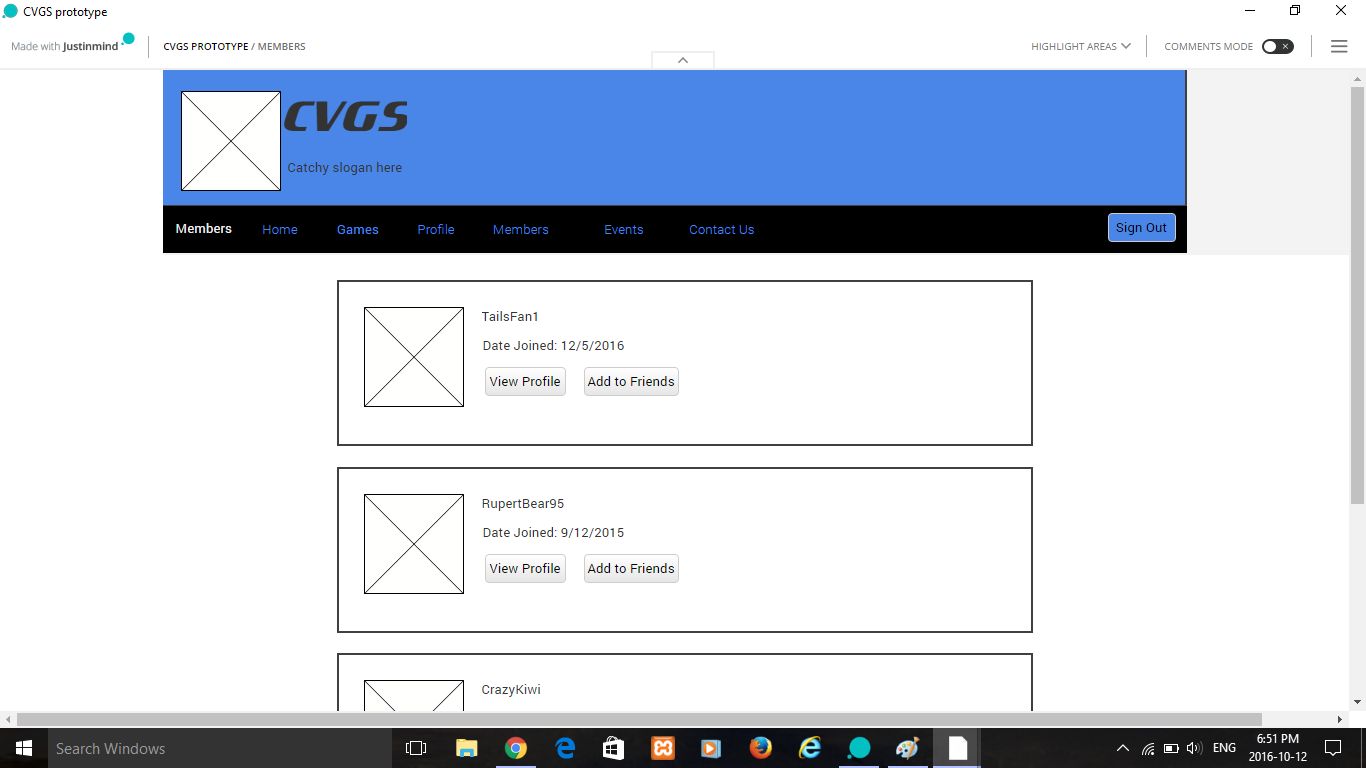 CVGS prototype
Made with Justinmind
CVGS PROTOTYPE / MEMBERS
HIGHLIGHT AREAS
COMMENTS MODE
CVGS
Catchy slogan here
Members Home Games Profile Members Events Contact Us Sign Out
TailsFan1
Date Joined: 12/5/2016
View Profile Add to Friends
RupertBear95
Date Joined: 9/12/2015
View Profile Add to Friends
CrazyKiwi
Search Windows
ENG
6:51 PM
2016-10-12